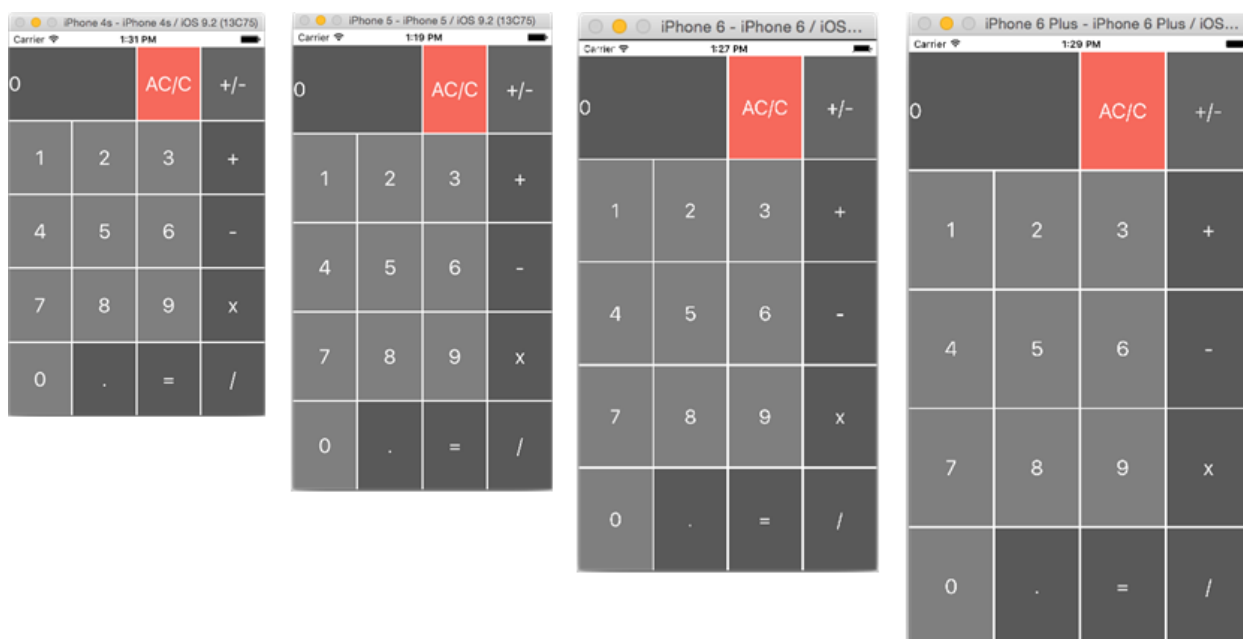 iPhone 4s - iPhone 4s / iOS 9.2 (13C75)
Carrier 1:31 PM
0 AC/C +/-
1 2 3 +
4 5 6 -
7 8 9 x
0 . = /
iPhone 5 - iPhone 5 / iOS 9.2 (13C75)
Carrier 1:19 PM
0 AC/C +/-
1 2 3 +
4 5 6 -
7 8 9 x
0 . = /
iPhone 6 - iPhone 6 / iOS...
Carrier 1:27 PM
0 AC/C +/-
1 2 3 +
4 5 6 -
7 8 9 x
0 . = /
iPhone 6 Plus - iPhone 6 Plus / iOS...
Carrier 1:29 PM
0 AC/C +/-
1 2 3 +
4 5 6 -
7 8 9 x
0 . = /